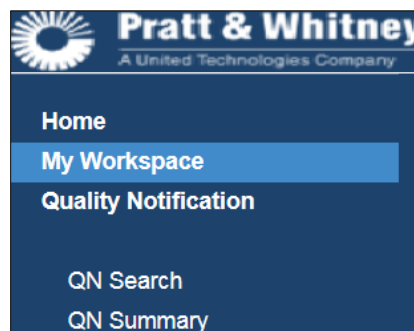 Pratt & Whitney
A United Technologies Company
Home
My Workspace
Quality Notification
QN Search
QN Summary